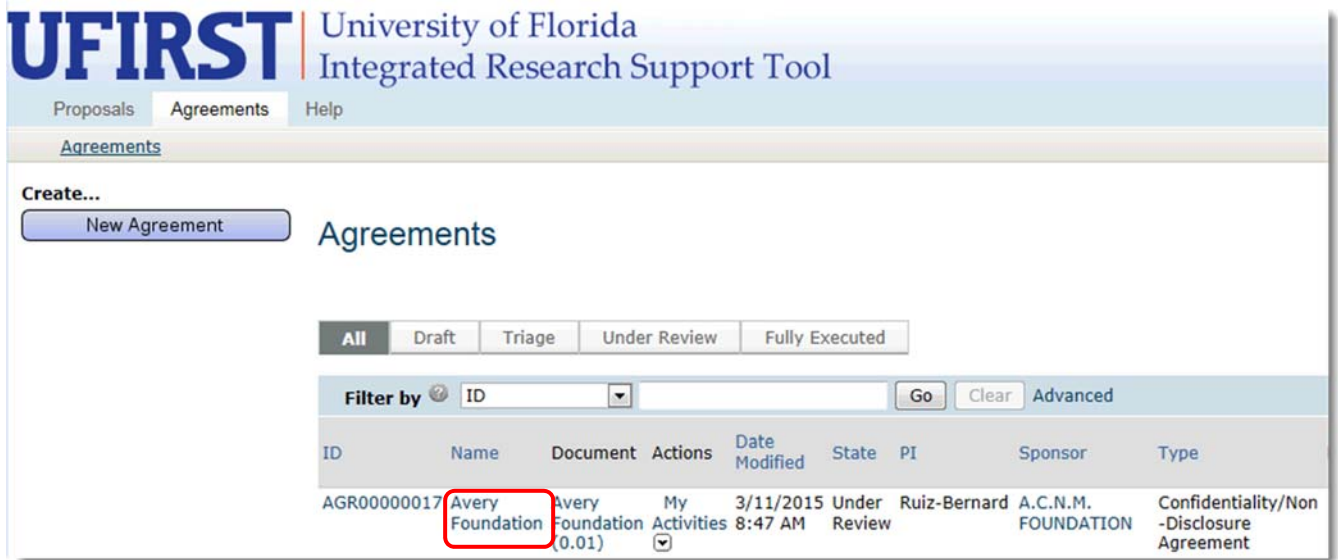 UFIRST
University of Florida
Integrated Research Support Tool
Proposals Agreements Help
Agreements
Create...
New Agreement
Agreements
All Draft Triage Under Review Fully Executed
Filter by ID Go Clear Advanced
ID Name Document Actions Date Modified State PI Sponsor Type
AGR00000017 Avery Avery My 3/11/2015 Under Ruiz-Bernard A.C.N.M. Confidentiality/Non
Foundation Foundation Activities 8:47 AM Review FOUNDATION -Disclosure
(0.01) Agreement